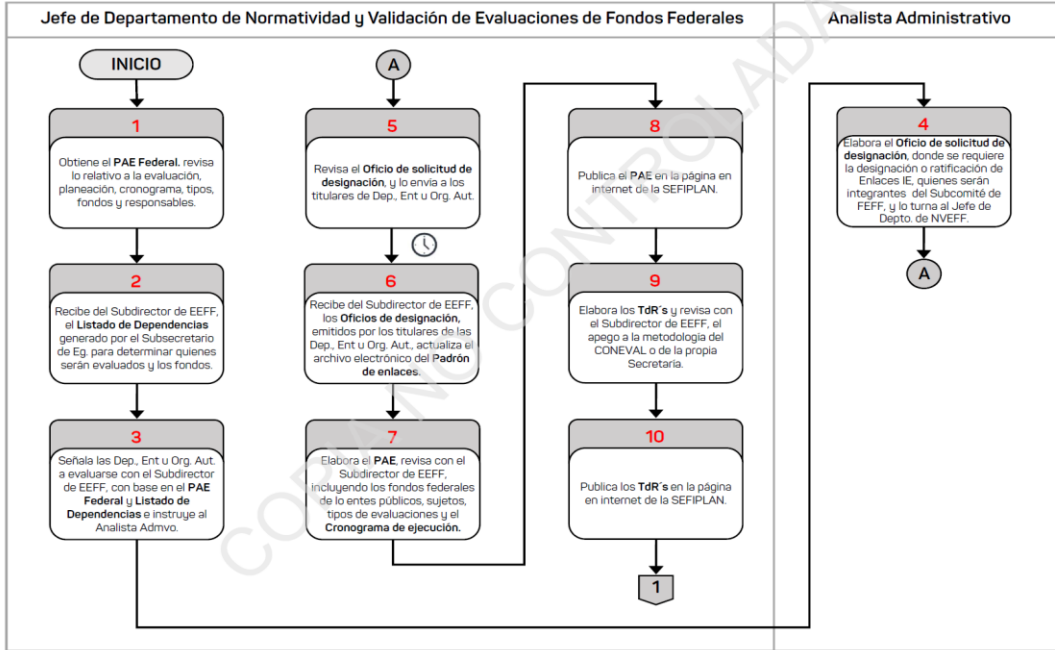 Jefe de Departamento de Normatividad y Validación de Evaluaciones de Fondos Federales
Analista Administrativo
INICIO
1
Obtiene el PAE Federal. revisa
lo relativo a la evaluación,
planeación, cronograma, tipos,
fondos y responsables.
2
Recibe del Subdirector de EEFF,
el Listado de Dependencias
generado por el Subsecretario
de Eg. para determinar quienes
serán evaluados y los fondos.
3
Señala las Dep., Ent u Org. Aut.
a evaluarse con el Subdirector
de EEFF, con base en el PAE
Federal y Listado de
Dependencias e instruye al
Analista Admvo.
A
5
Revisa el Oficio de solicitud de
designación, y lo envia a los
titulares de Dep., Ent u Org. Aut.
6
Recibe del Subdirector de EEFF,
los Oficios de designación,
emitidos por los titulares de las
Dep., Ent u Org. Aut., actualiza el
archivo electrónico del Padrón
de enlaces.
7
Elabora el PAE, revisa con el
Subdirector de EEFF,
incluyendo los fondos federales
de lo entes públicos, sujetos,
tipos de evaluaciones y el
Cronograma de ejecución.
8
Publica el PAE en la página en
internet de la SEFIPLAN.
9
Elabora los TdR´s y revisa con
el Subdirector de EEFF, el
apego a la metodología del
CONEVAL o de la propia
Secretaría.
10
Publica los TdR´s en la página
en internet de la SEFIPLAN.
1
4
Elabora el Oficio de solicitud de
designación, donde se requiere
la designación o ratificación de
Enlaces IE, quienes serán
integrantes del Subcomité de
FEFF, y lo turna al Jefe de
Depto. de NVEFF.
A
COPIA NO CONTROLADA